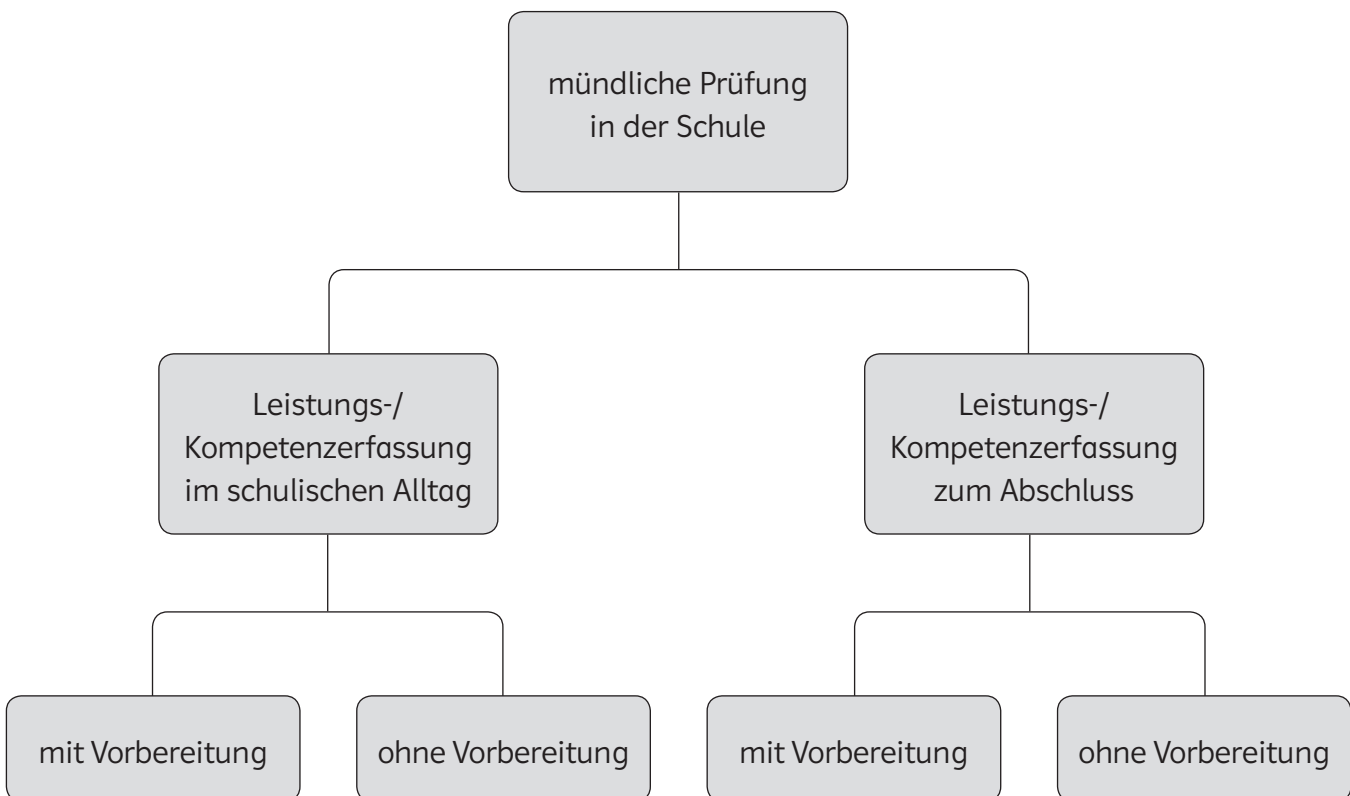 mündliche Prüfung
in der Schule
Leistungs-/
Kompetenzerfassung
im schulischen Alltag
Leistungs-/
Kompetenzerfassung
zum Abschluss
mit Vorbereitung
ohne Vorbereitung
mit Vorbereitung
ohne Vorbereitung